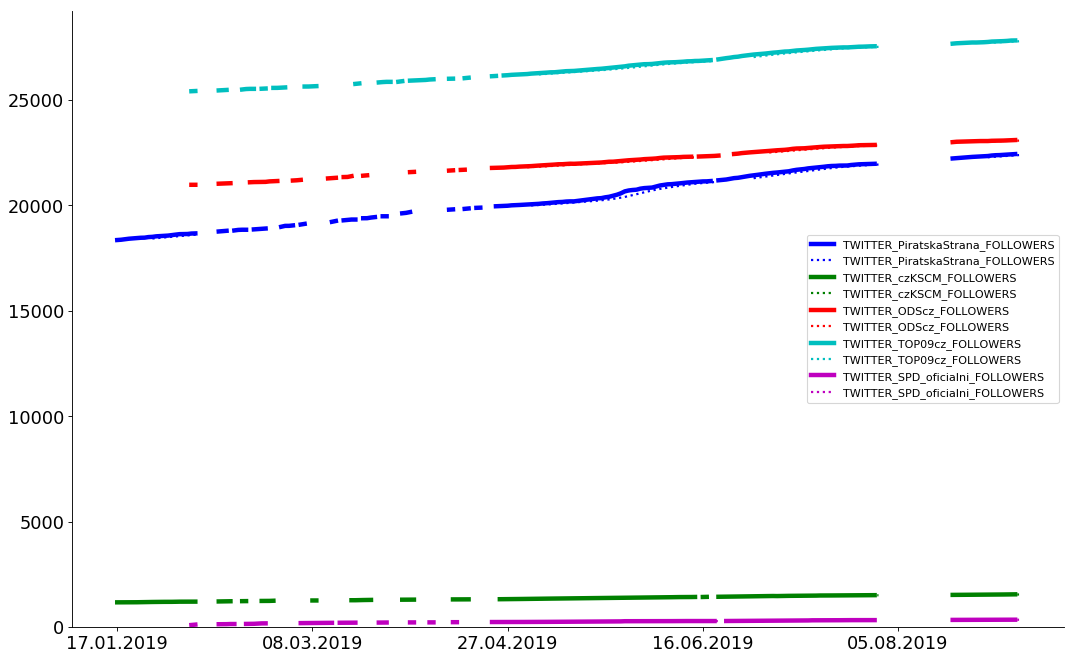 25000
20000
15000
10000
5000
0
17.01.2019 08.03.2019 27.04.2019 16.06.2019 05.08.2019
TWITTER_PiratskaStrana_FOLLOWERS
TWITTER_PiratskaStrana_FOLLOWERS
TWITTER_czKSCM_FOLLOWERS
TWITTER_czKSCM_FOLLOWERS
TWITTER_ODScz_FOLLOWERS
TWITTER_ODScz_FOLLOWERS
TWITTER_TOP09cz_FOLLOWERS
TWITTER_TOP09cz_FOLLOWERS
TWITTER_SPD_oficialni_FOLLOWERS
TWITTER_SPD_oficialni_FOLLOWERS